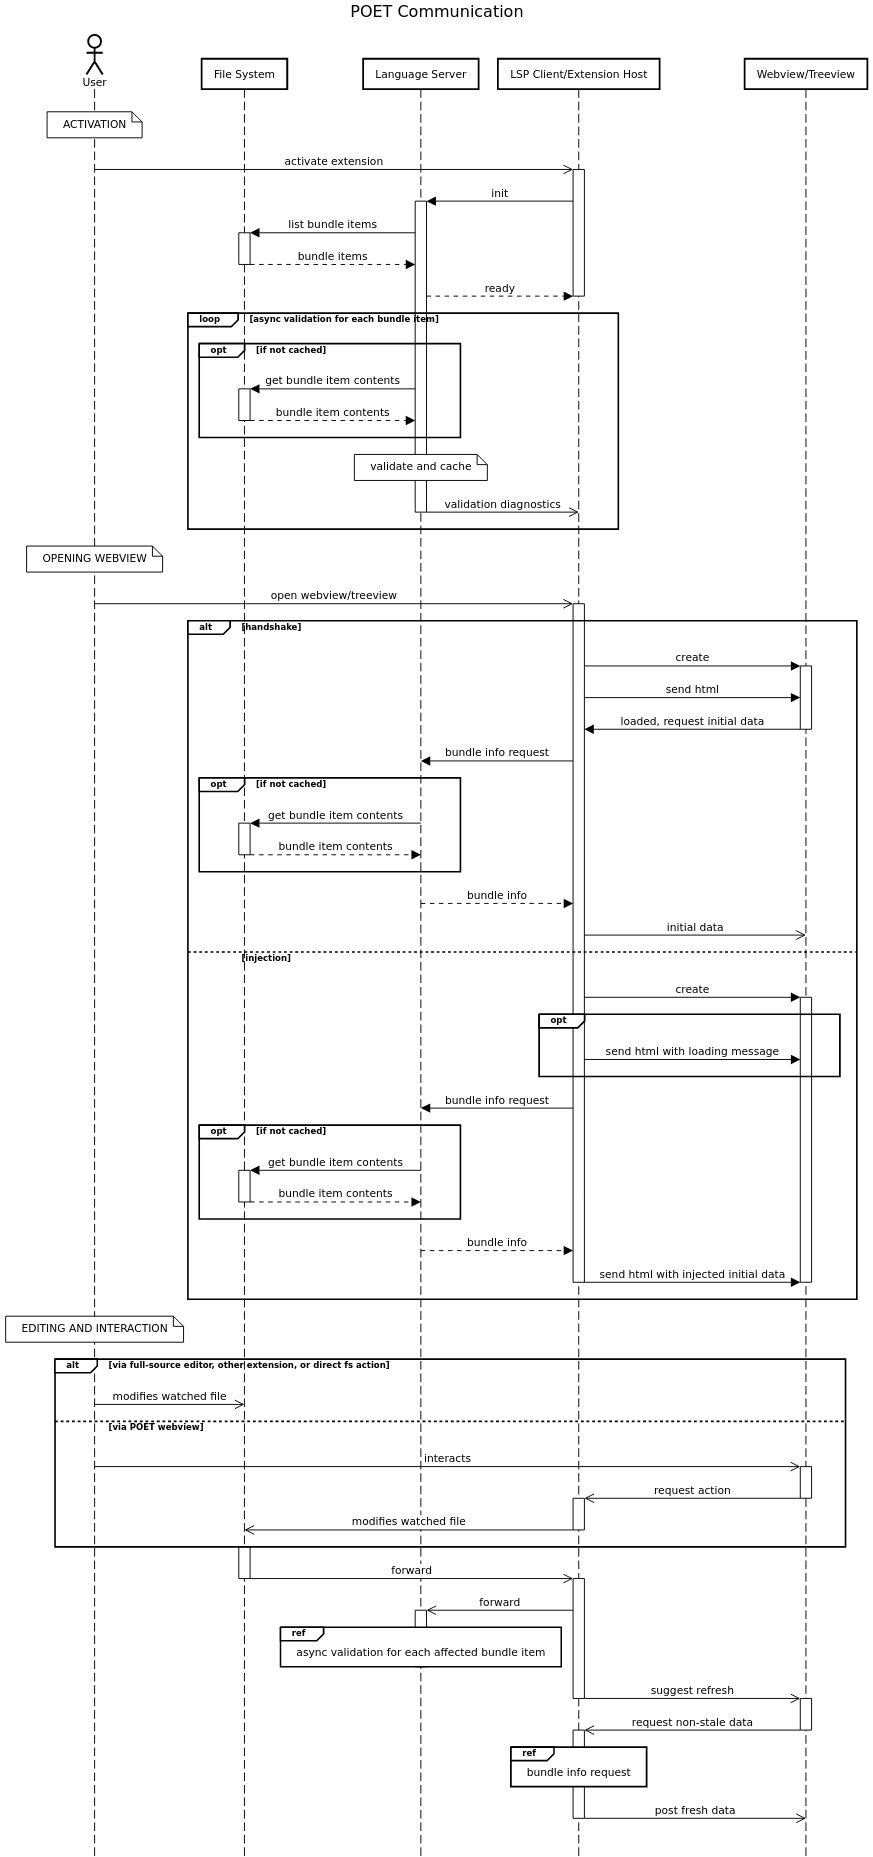 POET Communication
User
File System
Language Server
LSP Client/Extension Host
Webview/Treeview
ACTIVATION
activate extension
init
list bundle items
bundle items
ready
loop [async validation for each bundle item]
opt [if not cached]
get bundle item contents
bundle item contents
validate and cache
validation diagnostics
OPENING WEBVIEW
open webview/treeview
alt [handshake]
create
send html
loaded, request initial data
bundle info request
opt [if not cached]
get bundle item contents
bundle item contents
bundle info
initial data
[injection]
create
opt
send html with loading message
bundle info request
opt [if not cached]
get bundle item contents
bundle item contents
bundle info
send html with injected initial data
EDITING AND INTERACTION
alt [via full-source editor, other extension, or direct fs action]
modifies watched file
[via POET webview]
interacts
request action
modifies watched file
forward
forward
ref
async validation for each affected bundle item
suggest refresh
request non-stale data
ref
bundle info request
post fresh data